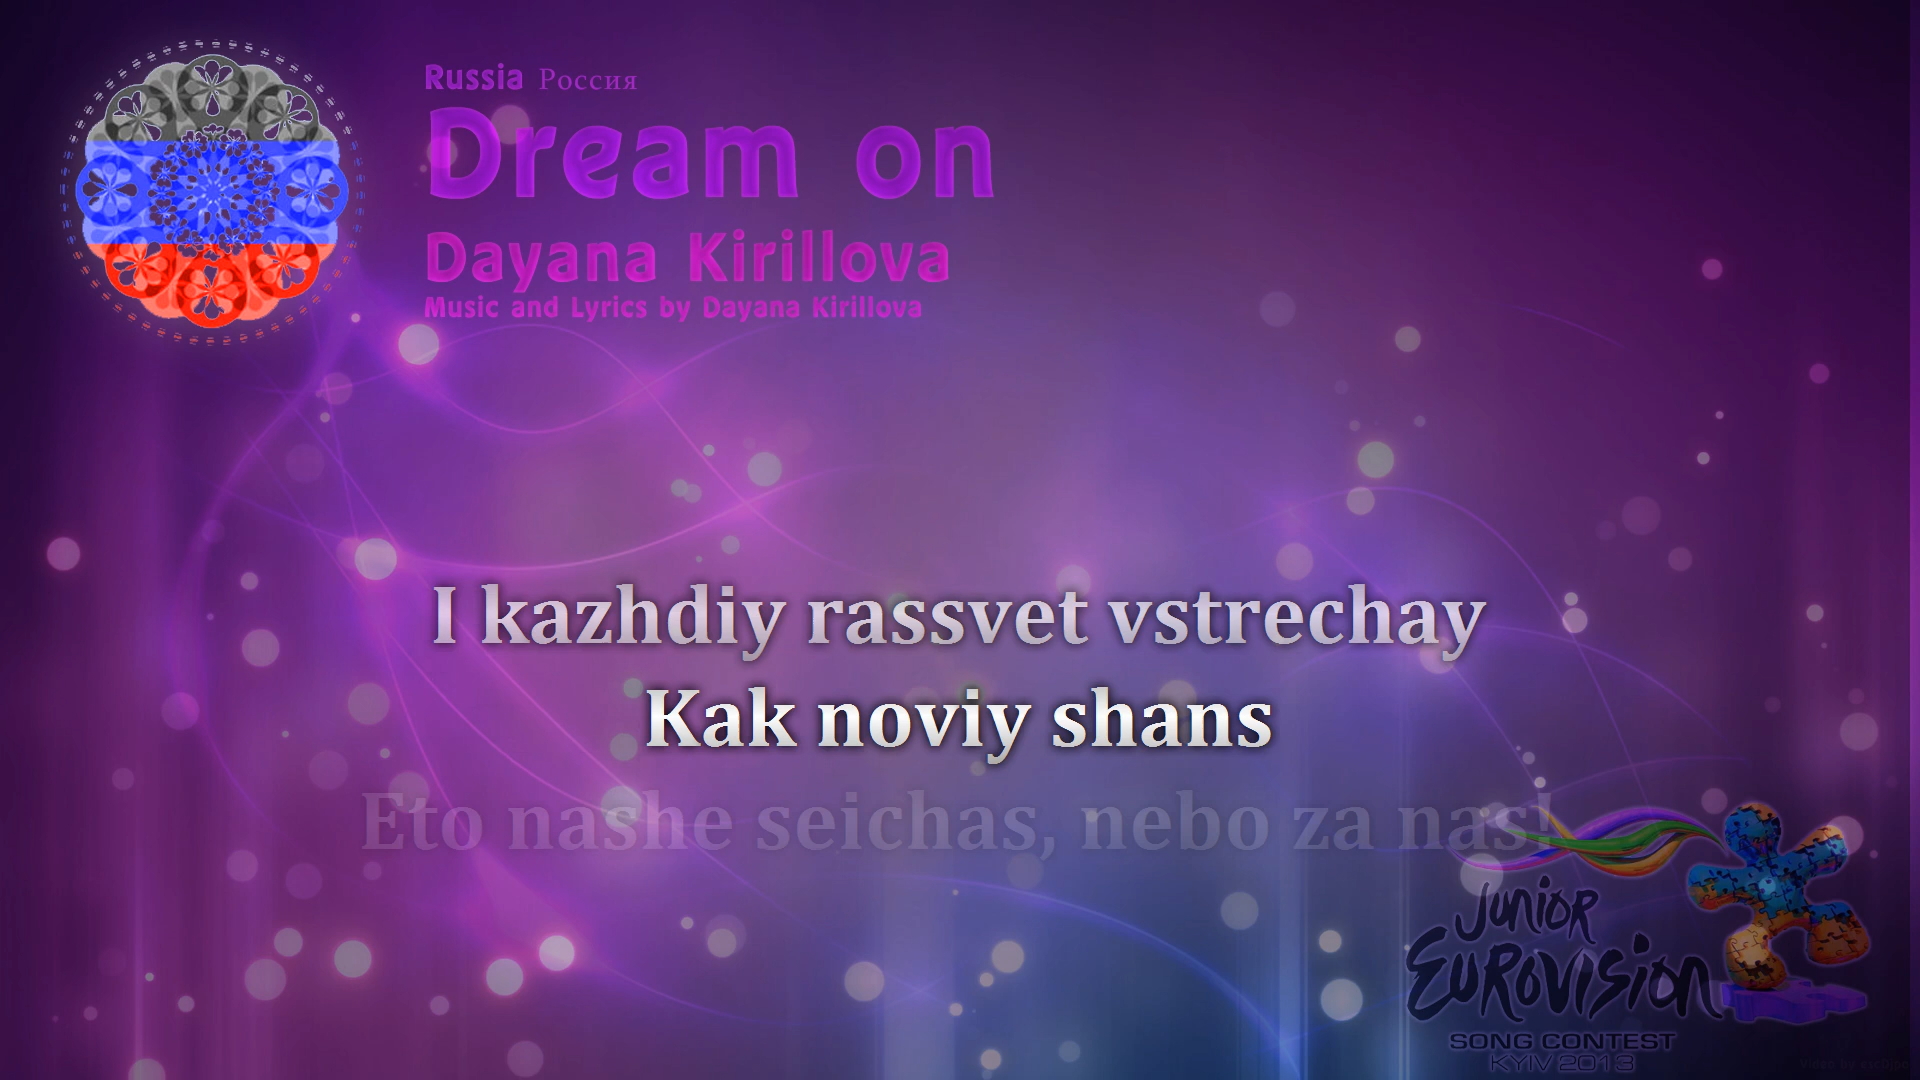 Russia Россия
Dream on
Dayana Kirillova
Music and Lyrics by Dayana Kirillova
I kazhdiy rassvet vstrechay
Kak noviy shans
Eto nashe seichas, nebo za nas!
Junior
Eurovision
SONG CONTEST
KYIV 2013